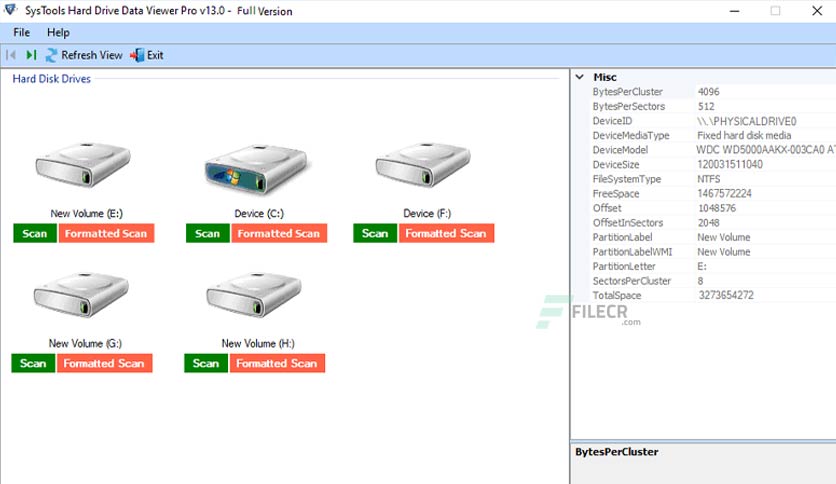 SysTools Hard Drive Data Viewer Pro v13.0 - Full Version
File Help
Refresh View Exit
Hard Disk Drives
New Volume (E:)
Scan Formatted Scan
Device (C:)
Scan Formatted Scan
Device (F:)
Scan Formatted Scan
New Volume (G:)
Scan Formatted Scan
New Volume (H:)
Scan Formatted Scan
Misc
BytesPerCluster 4096
BytesPerSectors 512
DeviceID \\.\PHYSICALDRIVE0
DeviceMediaType Fixed hard disk media
DeviceModel WDC WD5000AAKX-003CA0 AT
DeviceSize 120031511040
FileSystemType NTFS
FreeSpace 1467572224
Offset 1048576
OffsetInSectors 2048
PartitionLabel New Volume
PartitionLabelWMI New Volume
PartitionLetter E:
SectorsPerCluster 8
TotalSpace 3273654272
FILECR
.com
BytesPerCluster